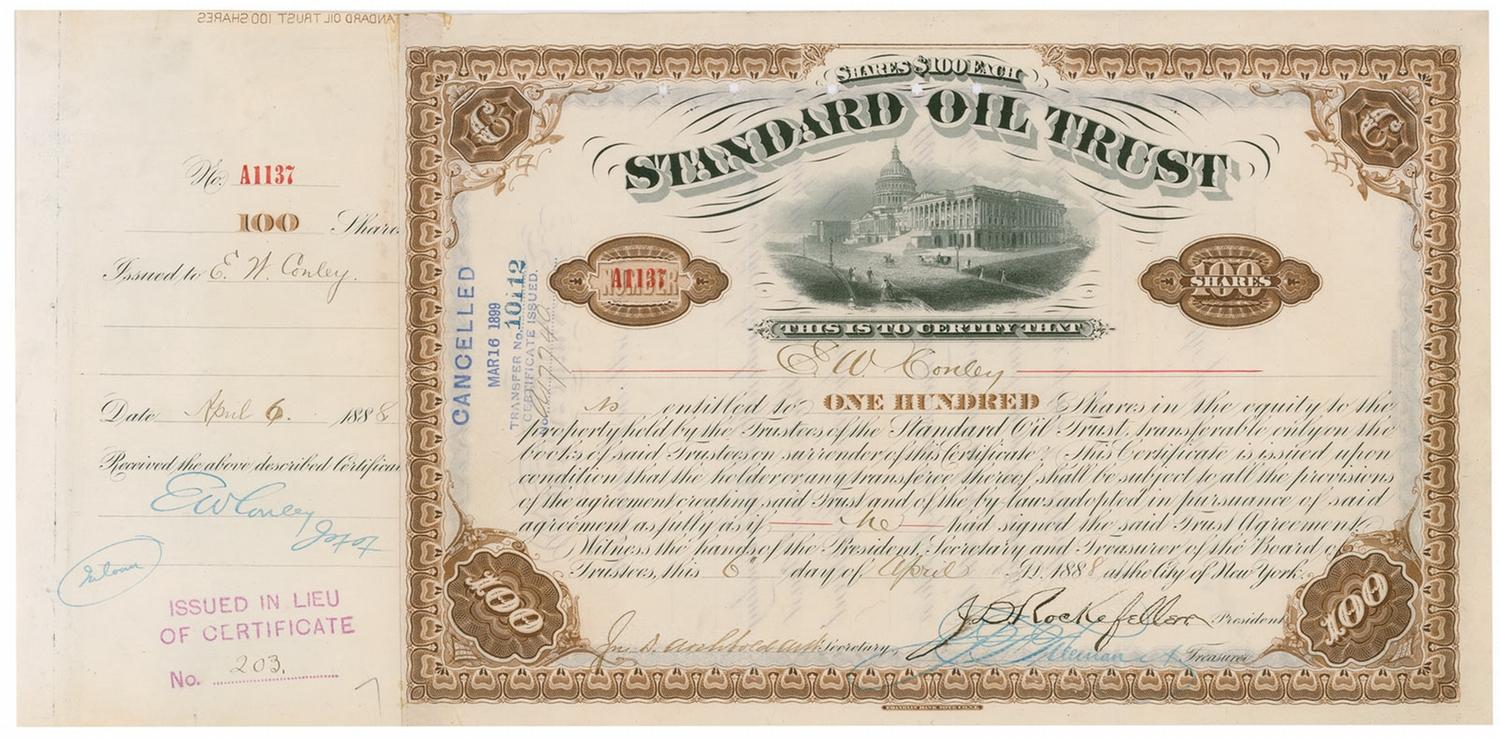 STANDARD OIL TRUST 100 SHARES
No. A1137
100 Shares
Issued to E. W. Conley.
Date April 6. 1888
Received the above described Certificate
E W Conley
ISSUED IN LIEU
OF CERTIFICATE
No. 203.
SHARES $100 EACH
STANDARD OIL TRUST
NUMBER
A1137
100
SHARES
THIS IS TO CERTIFY THAT
E. W. Conley
is entitled to ONE HUNDRED Shares in the equity to the
property held by the Trustees of the Standard Oil Trust, transferable only on the
books of said Trustees on surrender of this Certificate. This Certificate is issued upon
condition that the holder or any transferee thereof shall be subject to all the provisions
of the agreement creating said Trust and of the by-laws adopted in pursuance of said
agreement as fully as if he had signed the said Trust Agreement.
Witness the hands of the President, Secretary and Treasurer of the Board of
Trustees, this 6 day of April A.D. 1888 at the City of New York.
J D Rockefeller President
Jn. D. Archbold Secretary
Treasurer
100
100
CANCELLED
MAR 16 1899
TRANSFER No. 10112
CERTIFICATE ISSUED.
FRANKLIN BANK NOTE CO. N.Y.